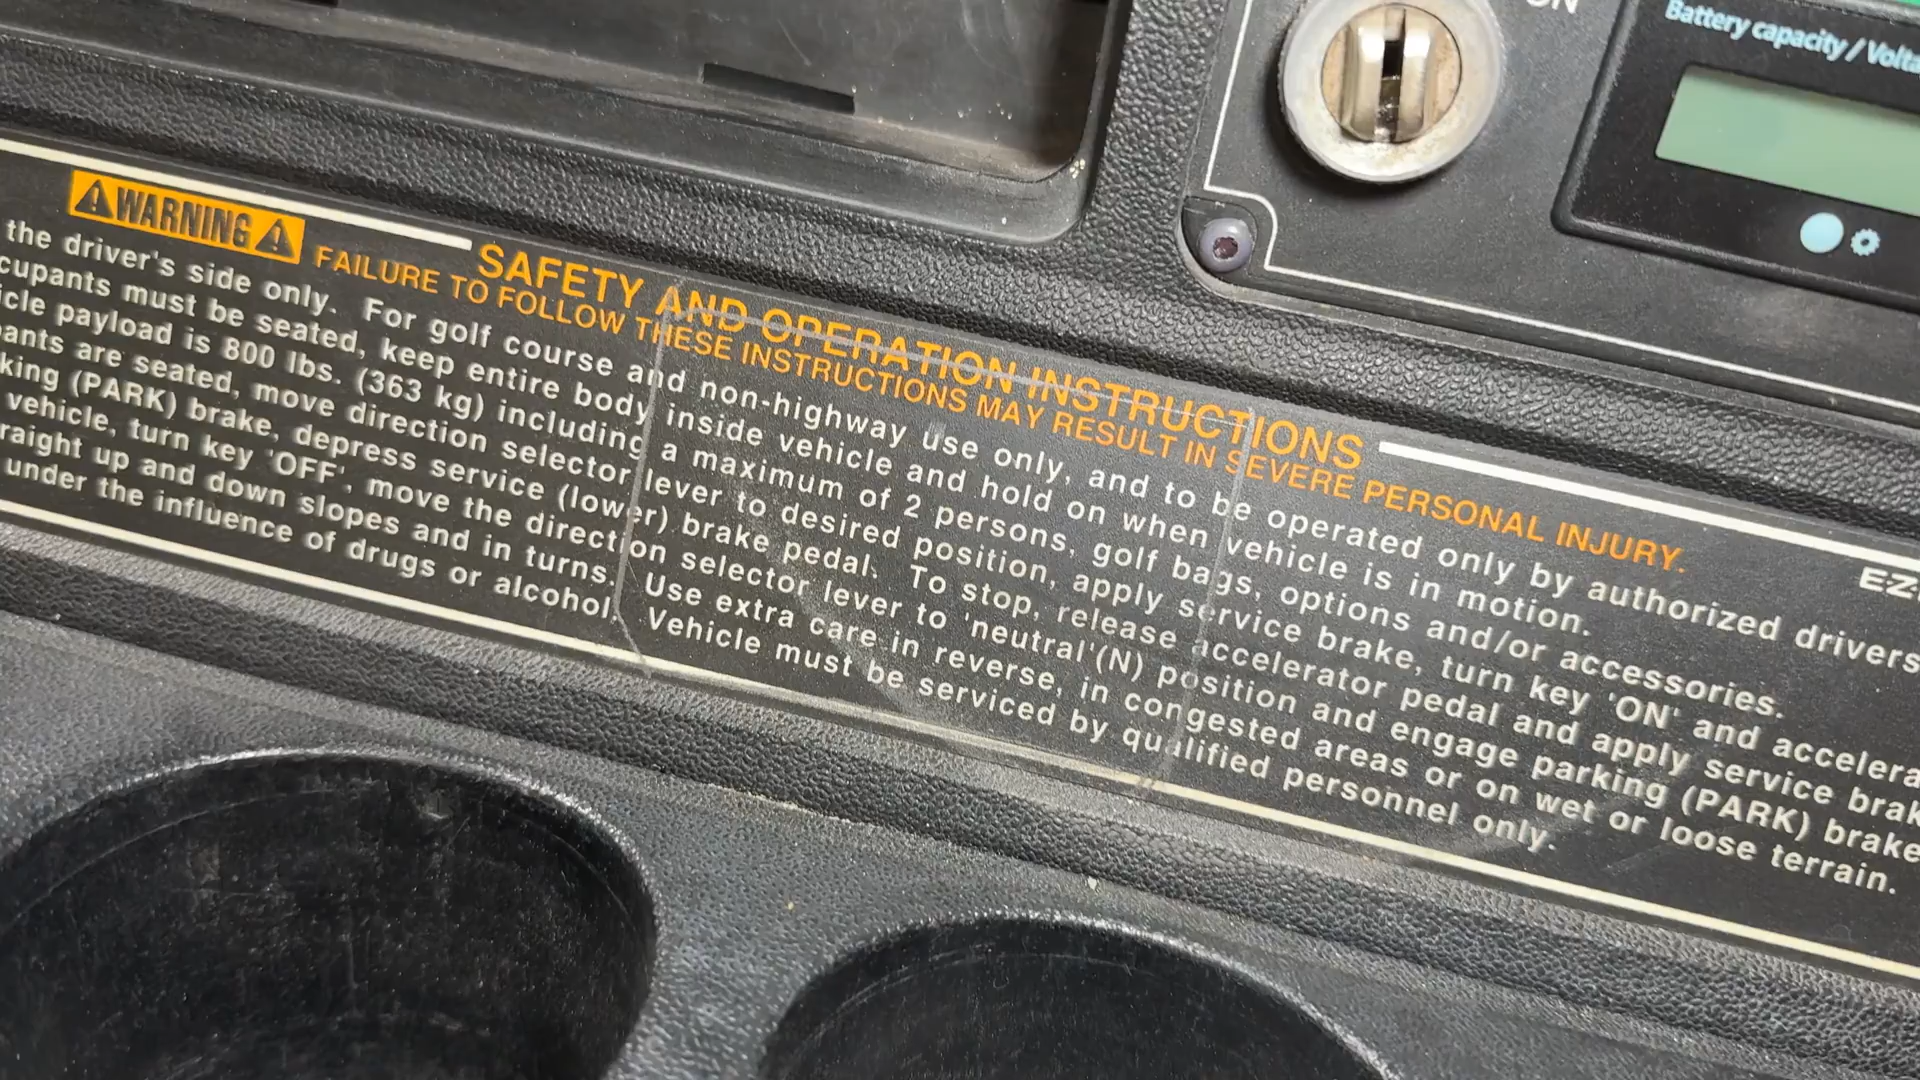 ON
Battery capacity / Volta
WARNING
SAFETY AND OPERATION INSTRUCTIONS
FAILURE TO FOLLOW THESE INSTRUCTIONS MAY RESULT IN SEVERE PERSONAL INJURY.
E-Z
the driver's side only. For golf course and non-highway use only, and to be operated only by authorized drivers
cupants must be seated, keep entire body inside vehicle and hold on when vehicle is in motion.
icle payload is 800 lbs. (363 kg) including a maximum of 2 persons, golf bags, options and/or accessories.
pants are seated, move direction selector lever to desired position, apply service brake, turn key 'ON' and accelera
king (PARK) brake, depress service (lower) brake pedal. To stop, release accelerator pedal and apply service brak
vehicle, turn key 'OFF', move the direction selector lever to 'neutral'(N) position and engage parking (PARK) brake
raight up and down slopes and in turns. Use extra care in reverse, in congested areas or on wet or loose terrain.
under the influence of drugs or alcohol. Vehicle must be serviced by qualified personnel only.